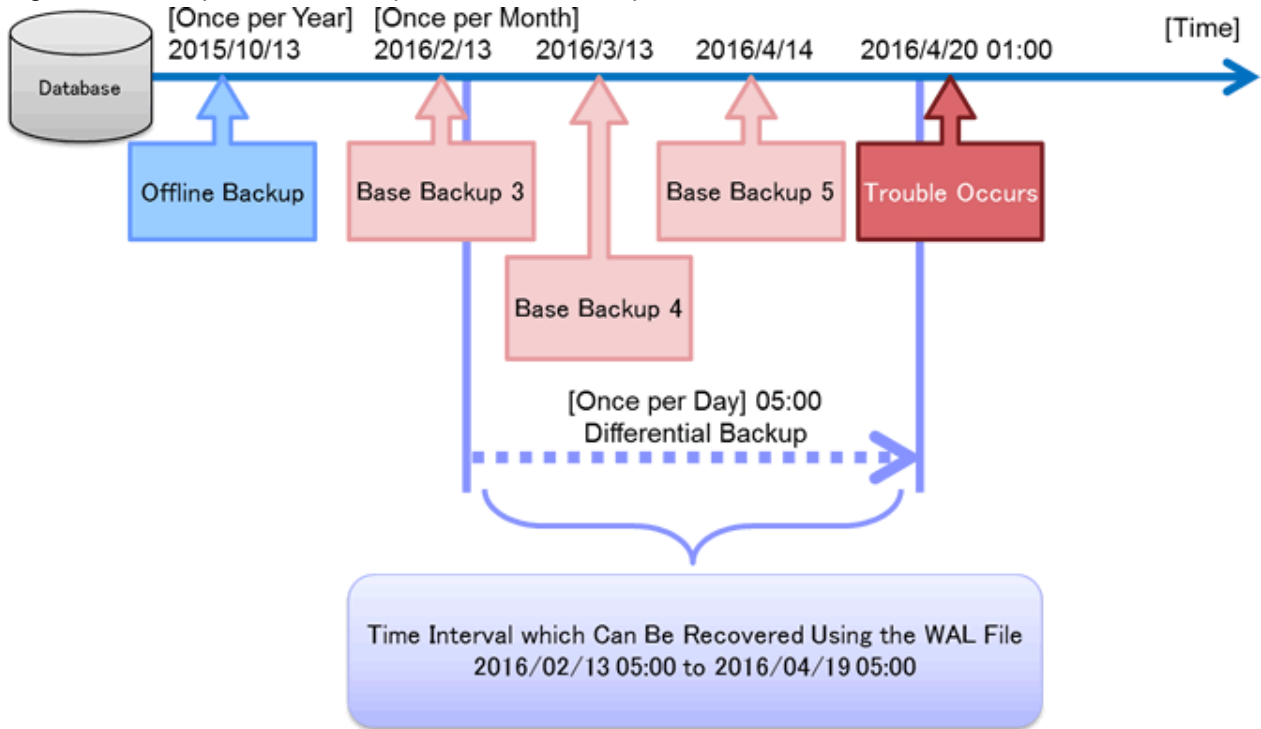 [Once per Year] [Once per Month]
2015/10/13 2016/2/13 2016/3/13 2016/4/14 2016/4/20 01:00
[Time]
Database
Offline Backup
Base Backup 3
Base Backup 5
Trouble Occurs
Base Backup 4
[Once per Day] 05:00
Differential Backup
Time Interval which Can Be Recovered Using the WAL File
2016/02/13 05:00 to 2016/04/19 05:00